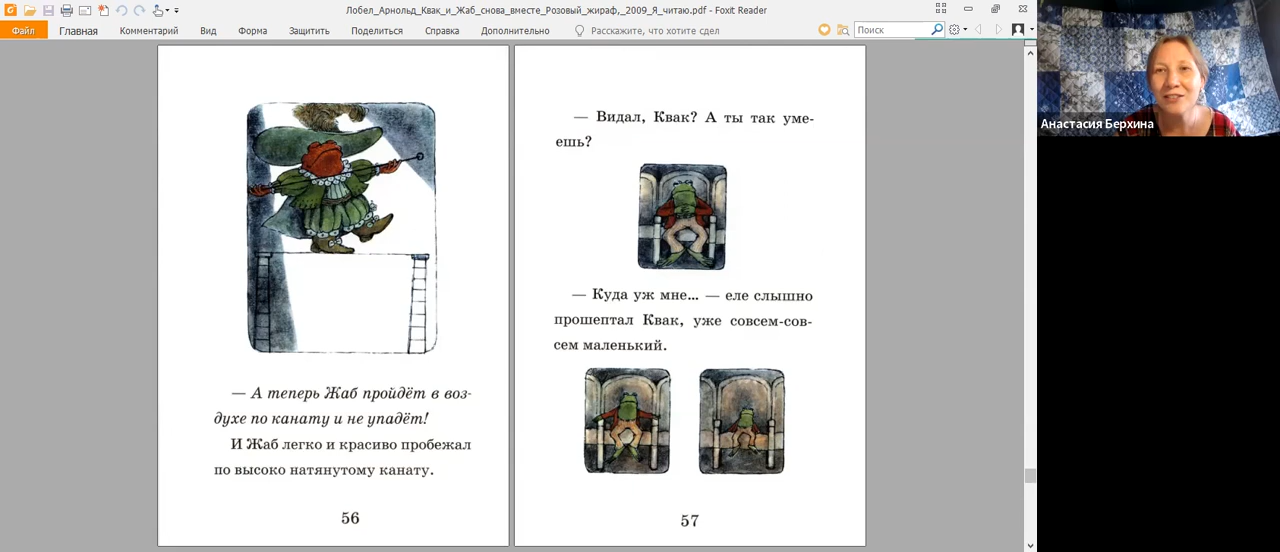 Лобел_Арнольд_Квак_и_Жаб_снова_вместе_Розовый_жираф,_2009_Я_читаю.pdf - Foxit Reader
Файл Главная Комментарий Вид Форма Защитить Поделиться Справка Дополнительно Расскажите, что хотите сдел Поиск
Анастасия Берхина
— А теперь Жаб пройдёт в воз-
духе по канату и не упадёт!
И Жаб легко и красиво пробежал
по высоко натянутому канату.
56
— Видал, Квак? А ты так уме-
ешь?
— Куда уж мне... — еле слышно
прошептал Квак, уже совсем-сов-
сем маленький.
57